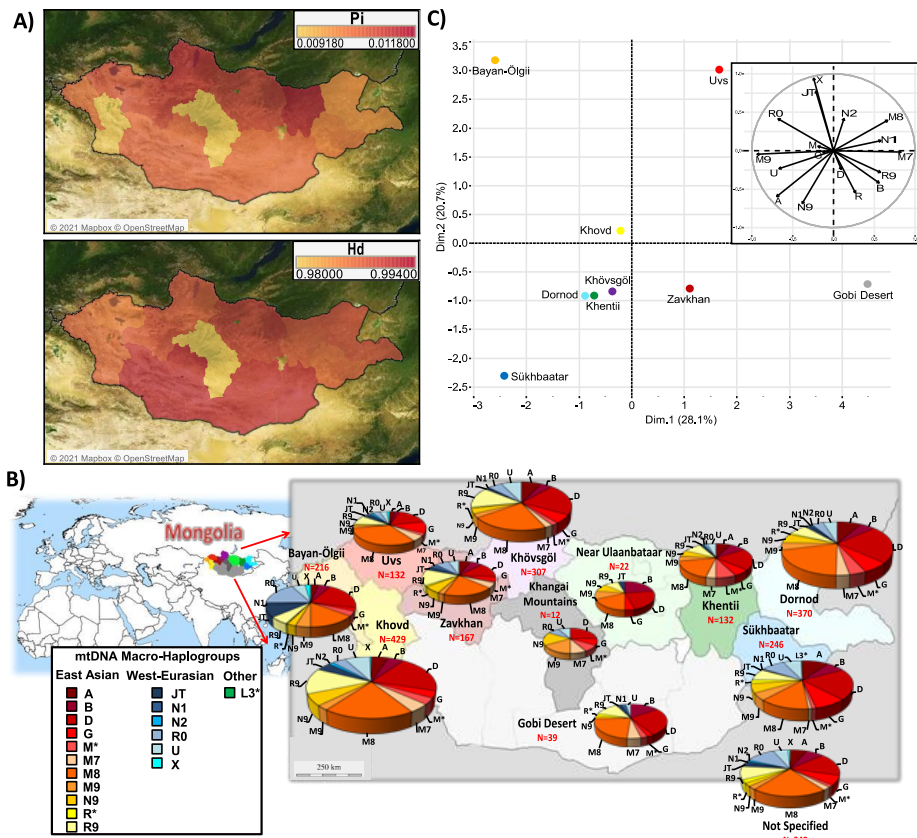 A)
Pi
0.009180 0.011800
© 2021 Mapbox © OpenStreetMap
Hd
0.98000 0.99400
© 2021 Mapbox © OpenStreetMap
C)
Dim.2 (20.7%)
3.5
3.0
2.5
2.0
1.5
1.0
0.5
0.0
-0.5
-1.0
-1.5
-2.0
-2.5
-3 -2 -1 0 1 2 3 4
Dim.1 (28.1%)
Bayan-Ölgii
Uvs
Khovd
Khövsgöl
Dornod
Khentii
Zavkhan
Gobi Desert
Sükhbaatar
X
JT
R0
N2
M8
M
N1
C
M9
M7
U
D
R9
B
A
N9
R
B)
Mongolia
Bayan-Ölgii
N=216
Uvs
N=132
Khövsgöl
N=307
Near Ulaanbataar
N=22
Khentii
N=132
Dornod
N=370
Khovd
N=429
Zavkhan
N=167
Khangai
Mountains
N=12
Sükhbaatar
N=246
Gobi Desert
N=39
Not Specified
250 km
mtDNA Macro-Haplogroups
East Asian West-Eurasian Other
A JT L3*
B N1
D N2
G R0
M* U
M7 X
M8
M9
N9
R*
R9